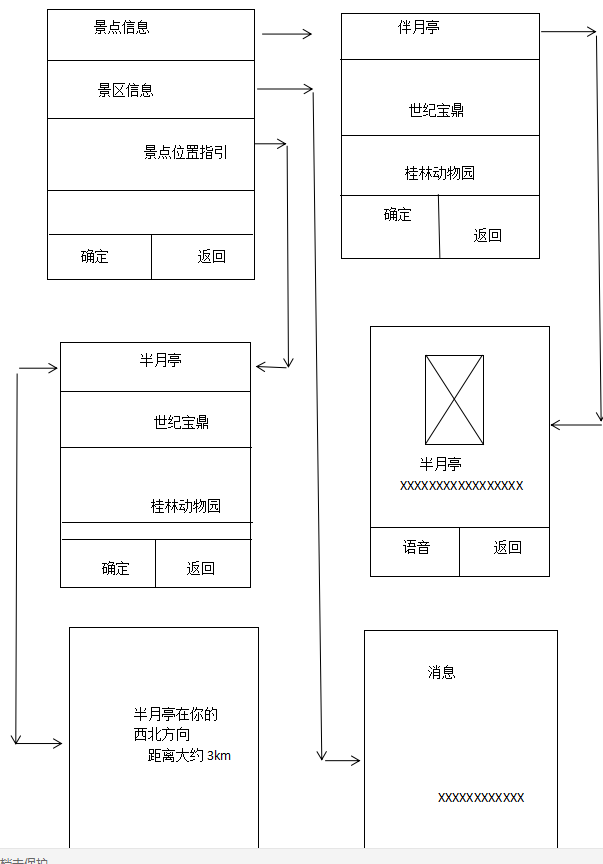 景点信息
景区信息
景点位置指引
确定
返回
伴月亭
世纪宝鼎
桂林动物园
确定
返回
半月亭
世纪宝鼎
桂林动物园
确定
返回
半月亭
XXXXXXXXXXXXXXXXX
语音
返回
半月亭在你的
西北方向
距离大约 3km
消息
XXXXXXXXXXXX